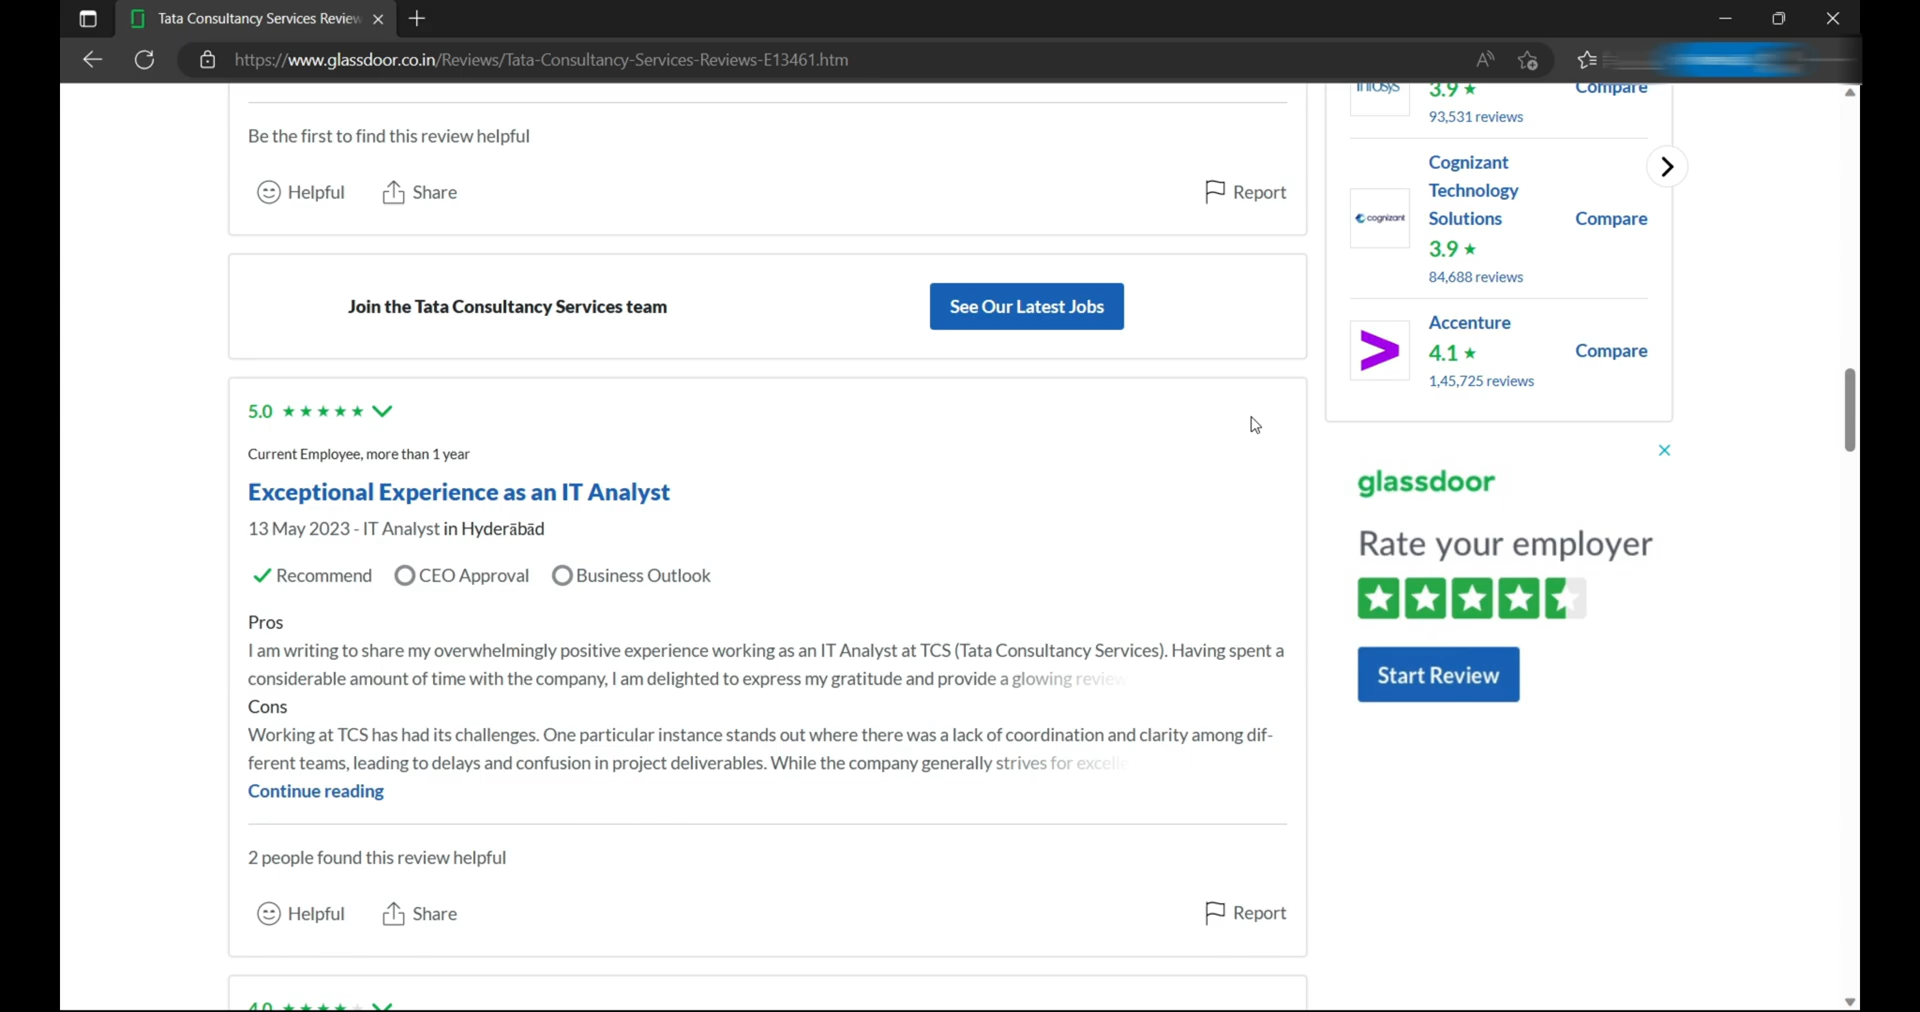 Tata Consultancy Services Review
https://www.glassdoor.co.in/Reviews/Tata-Consultancy-Services-Reviews-E13461.htm
Be the first to find this review helpful
Helpful
Share
Report
Join the Tata Consultancy Services team
See Our Latest Jobs
5.0
Current Employee, more than 1 year
Exceptional Experience as an IT Analyst
13 May 2023 - IT Analyst in Hyderābād
Recommend
CEO Approval
Business Outlook
Pros
I am writing to share my overwhelmingly positive experience working as an IT Analyst at TCS (Tata Consultancy Services). Having spent a
considerable amount of time with the company, I am delighted to express my gratitude and provide a glowing review
Cons
Working at TCS has had its challenges. One particular instance stands out where there was a lack of coordination and clarity among dif-
ferent teams, leading to delays and confusion in project deliverables. While the company generally strives for excelle
Continue reading
2 people found this review helpful
Helpful
Share
Report
4.0
Infosys
3.9
Compare
93,531 reviews
Cognizant
Technology
Solutions
cognizant
Compare
3.9
84,688 reviews
Accenture
4.1
Compare
1,45,725 reviews
glassdoor
Rate your employer
Start Review